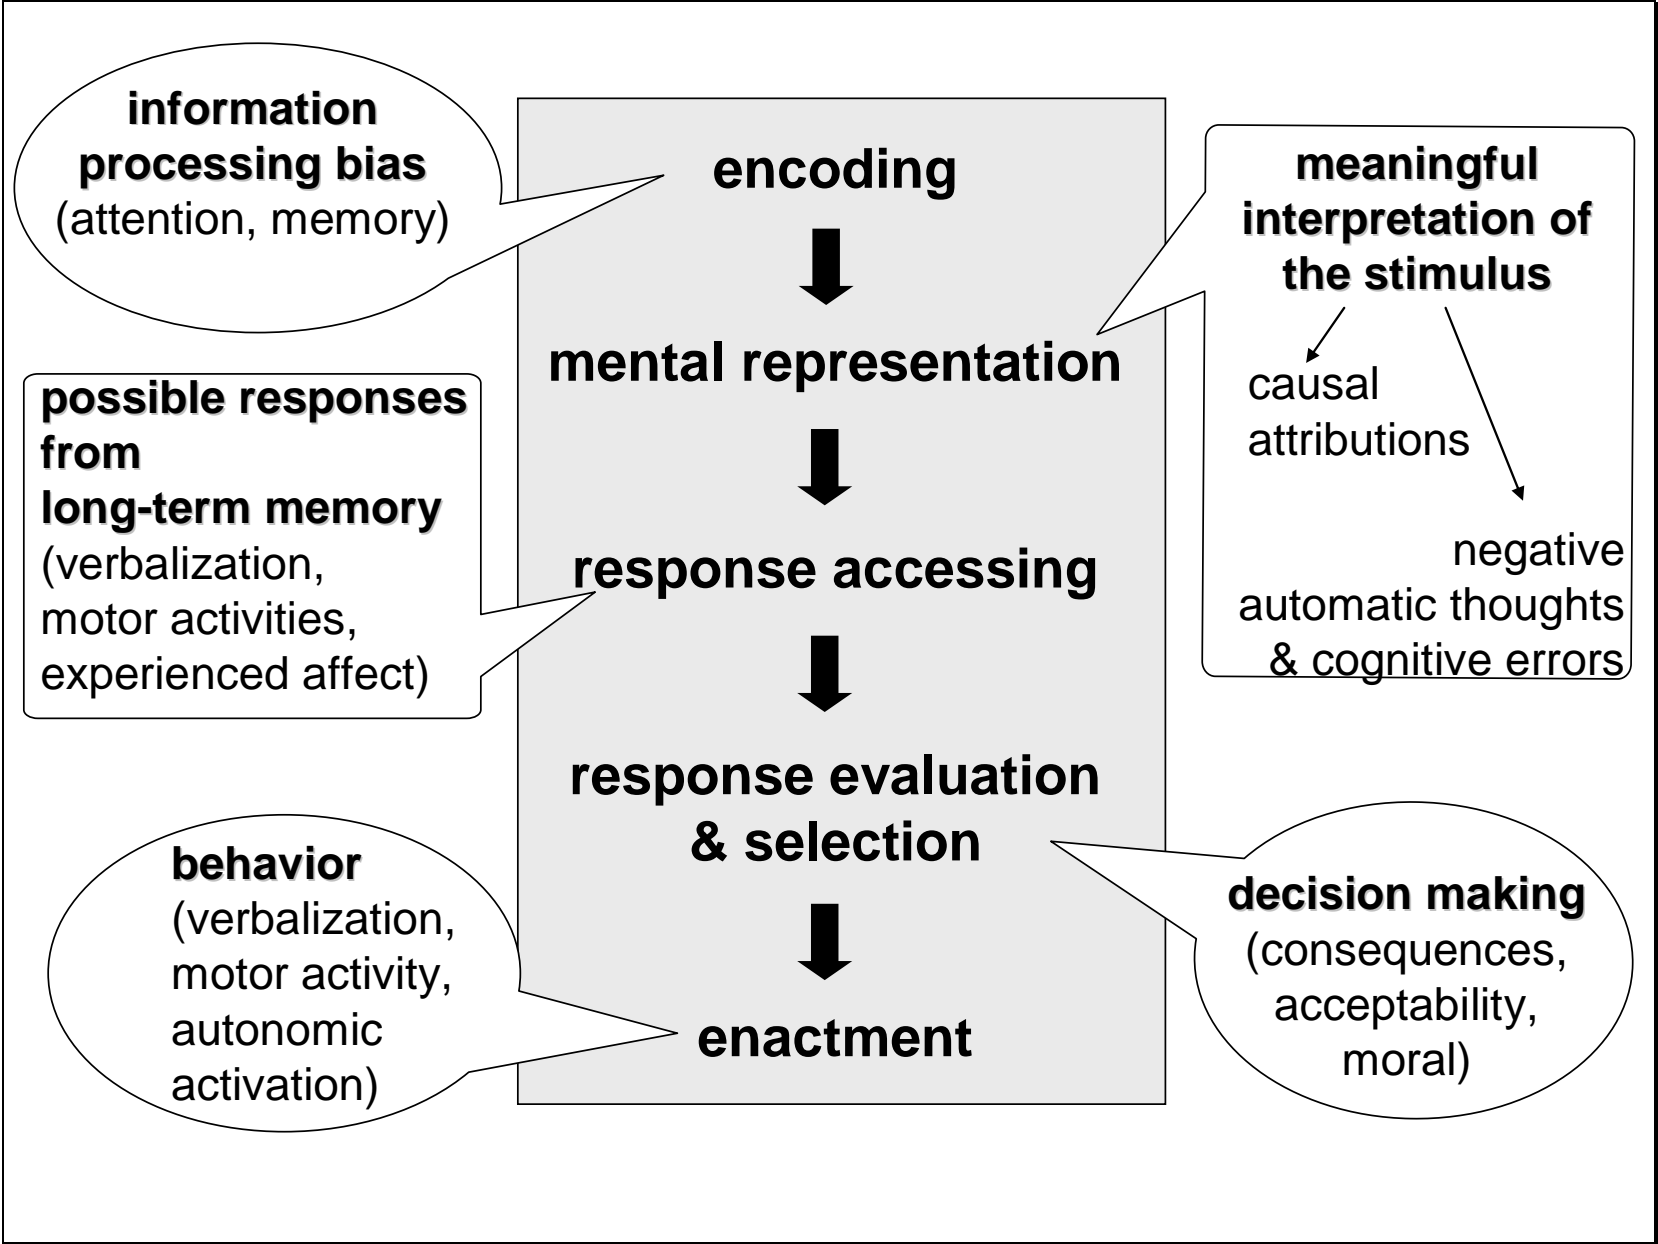 information
processing bias
(attention, memory)
encoding
meaningful
interpretation of
the stimulus
causal
attributions
negative
automatic thoughts
& cognitive errors
mental representation
possible responses
from
long-term memory
(verbalization,
motor activities,
experienced affect)
response accessing
response evaluation
& selection
decision making
(consequences,
acceptability,
moral)
behavior
(verbalization,
motor activity,
autonomic
activation)
enactment